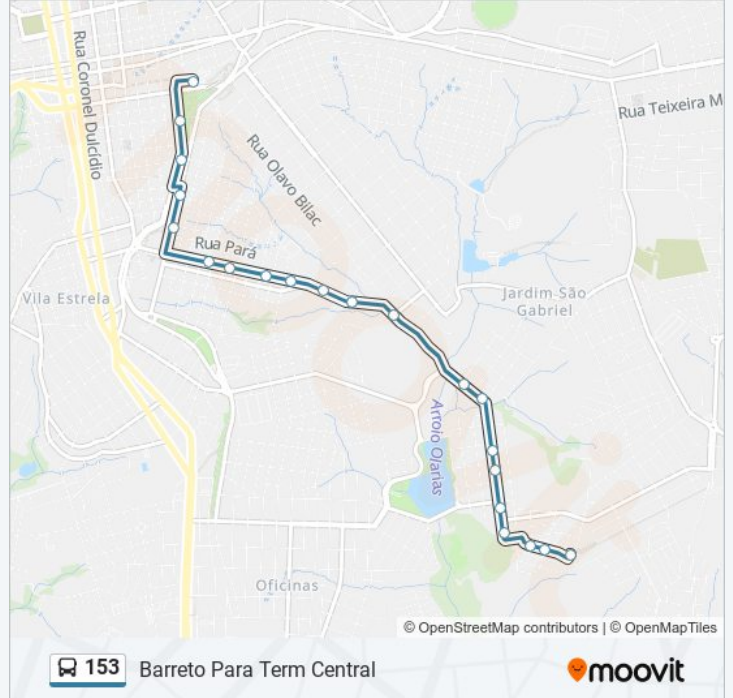 Rua Coronel Dulcídio
Rua Teixeira M
Rua Olavo Bilac
Rua Pará
Vila Estrela
Jardim São
Gabriel
Arroio Olarias
Oficinas
© OpenStreetMap contributors | © OpenMapTiles
153 Barreto Para Term Central
moovit